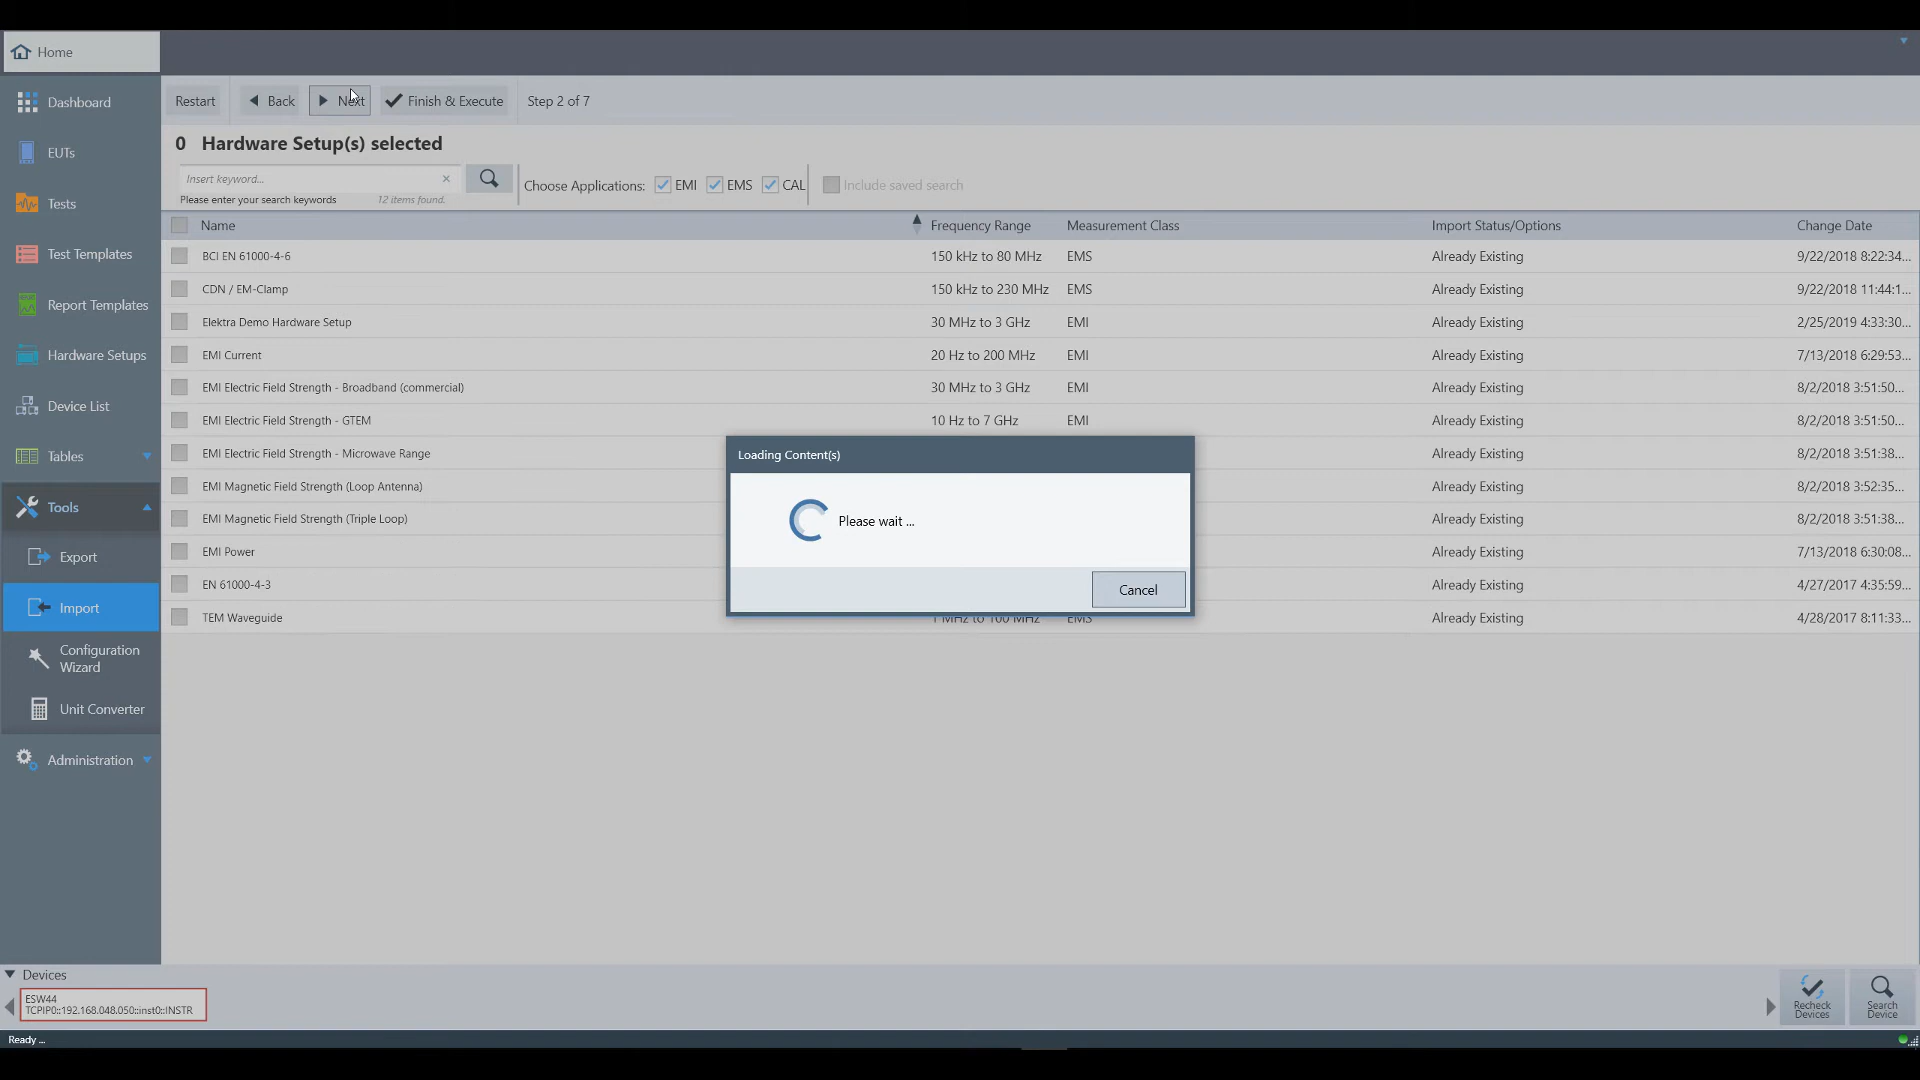 Home
Restart
Back
Next
Finish & Execute
Step 2 of 7
Dashboard
EUTs
Tests
Test Templates
Report Templates
Hardware Setups
Device List
Tables
Tools
Export
Import
Configuration
Wizard
Unit Converter
Administration
0 Hardware Setup(s) selected
Insert keyword...
Please enter your search keywords
12 items found.
Choose Applications:
EMI
EMS
CAL
Include saved search
Name Frequency Range Measurement Class Import Status/Options Change Date
BCI EN 61000-4-6 150 kHz to 80 MHz EMS Already Existing 9/22/2018 8:22:34...
CDN / EM-Clamp 150 kHz to 230 MHz EMS Already Existing 9/22/2018 11:44:1...
Elektra Demo Hardware Setup 30 MHz to 3 GHz EMI Already Existing 2/25/2019 4:33:30...
EMI Current 20 Hz to 200 MHz EMI Already Existing 7/13/2018 6:29:53...
EMI Electric Field Strength - Broadband (commercial) 30 MHz to 3 GHz EMI Already Existing 8/2/2018 3:51:50...
EMI Electric Field Strength - GTEM 10 Hz to 7 GHz EMI Already Existing 8/2/2018 3:51:50...
EMI Electric Field Strength - Microwave Range Already Existing 8/2/2018 3:51:38...
EMI Magnetic Field Strength (Loop Antenna) Already Existing 8/2/2018 3:52:35...
EMI Magnetic Field Strength (Triple Loop) Already Existing 8/2/2018 3:51:38...
EMI Power Already Existing 7/13/2018 6:30:08...
EN 61000-4-3 Already Existing 4/27/2017 4:35:59...
TEM Waveguide 1 MHz to 100 MHz EMS Already Existing 4/28/2017 8:11:33...
Loading Content(s)
Please wait ...
Cancel
Devices
ESW44
TCPIP0::192.168.048.050::inst0::INSTR
Recheck
Devices
Search
Device
Ready ...